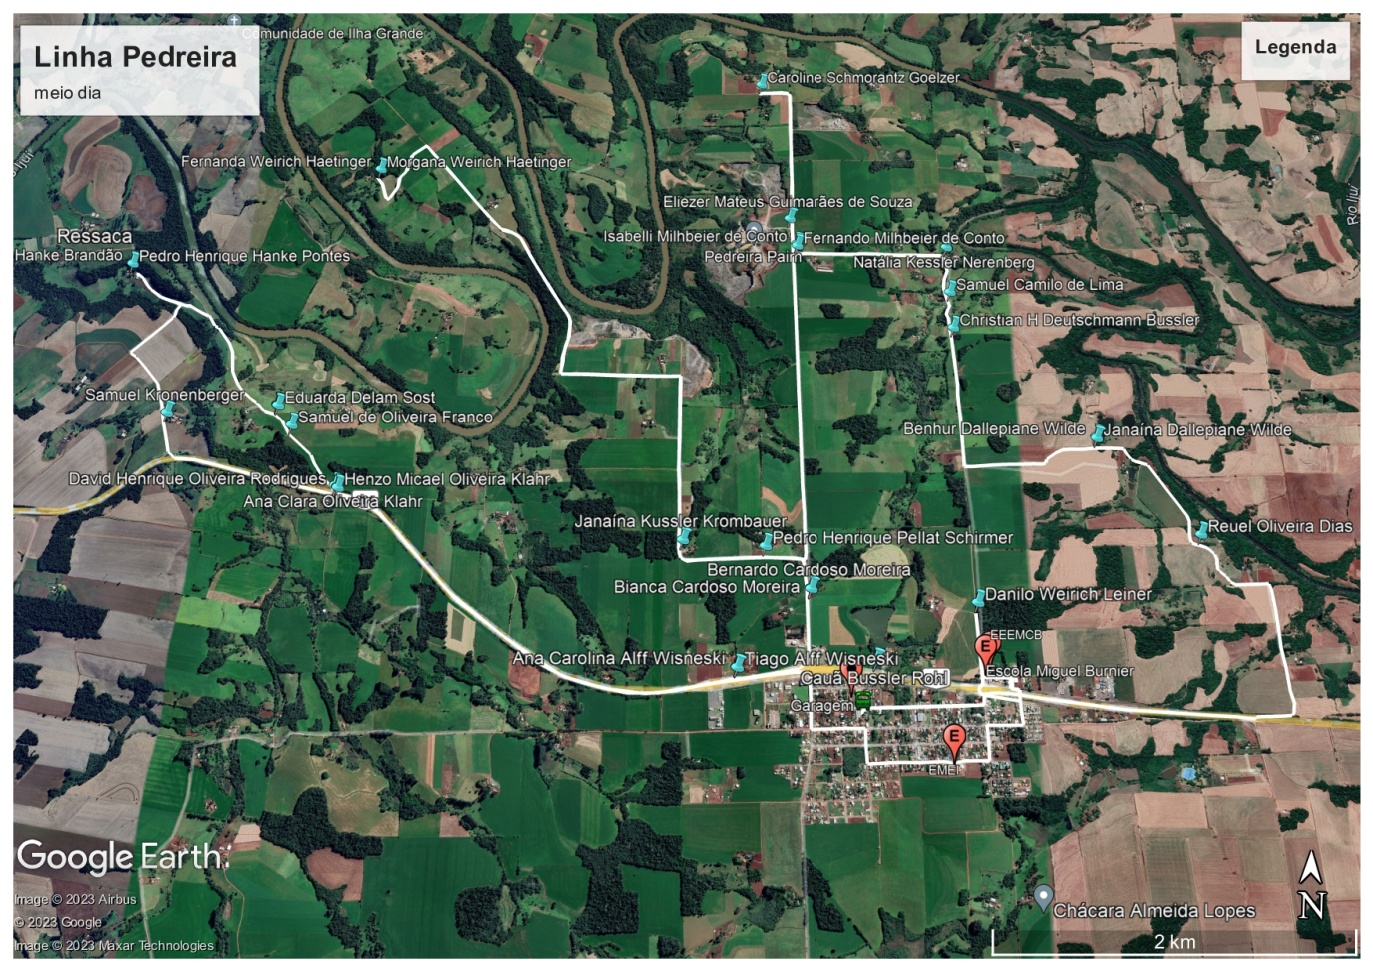 Comunidade de Ilha Grande
Linha Pedreira
meio dia
Legenda
Caroline Schmorantz Goelzer
Fernanda Weirich Haetinger
Morgana Weirich Haetinger
Rio Ijuí
Eliezer Mateus Guimarães de Souza
Ressaca
Isabelli Milhbeier de Conto
Fernando Milhbeier de Conto
Hanke Brandão
Pedro Henrique Hanke Pontes
Pedreira Paim
Natália Kessler Nerenberg
Samuel Camilo de Lima
Christian H Deutschmann Bussler
Samuel Kronenberger
Eduarda Delam Sost
Samuel de Oliveira Franco
Benhur Dallepiane Wilde
Janaína Dallepiane Wilde
David Henrique Oliveira Rodrigues
Henzo Micael Oliveira Klahr
Ana Clara Oliveira Klahr
Janaína Kussler Krombauer
Reuel Oliveira Dias
Pedro Henrique Pellat Schirmer
Bernardo Cardoso Moreira
Bianca Cardoso Moreira
Danilo Weirich Leiner
EEEMCB
E
Ana Carolina Alff Wisneski
Tiago Alff Wisneski
Escola Miguel Burnier
Cauã Bussler Rohl
Garagem
E
EMEI
Google Earth
Image © 2023 Airbus
© 2023 Google
Image © 2023 Maxar Technologies
Chácara Almeida Lopes
N
2 km